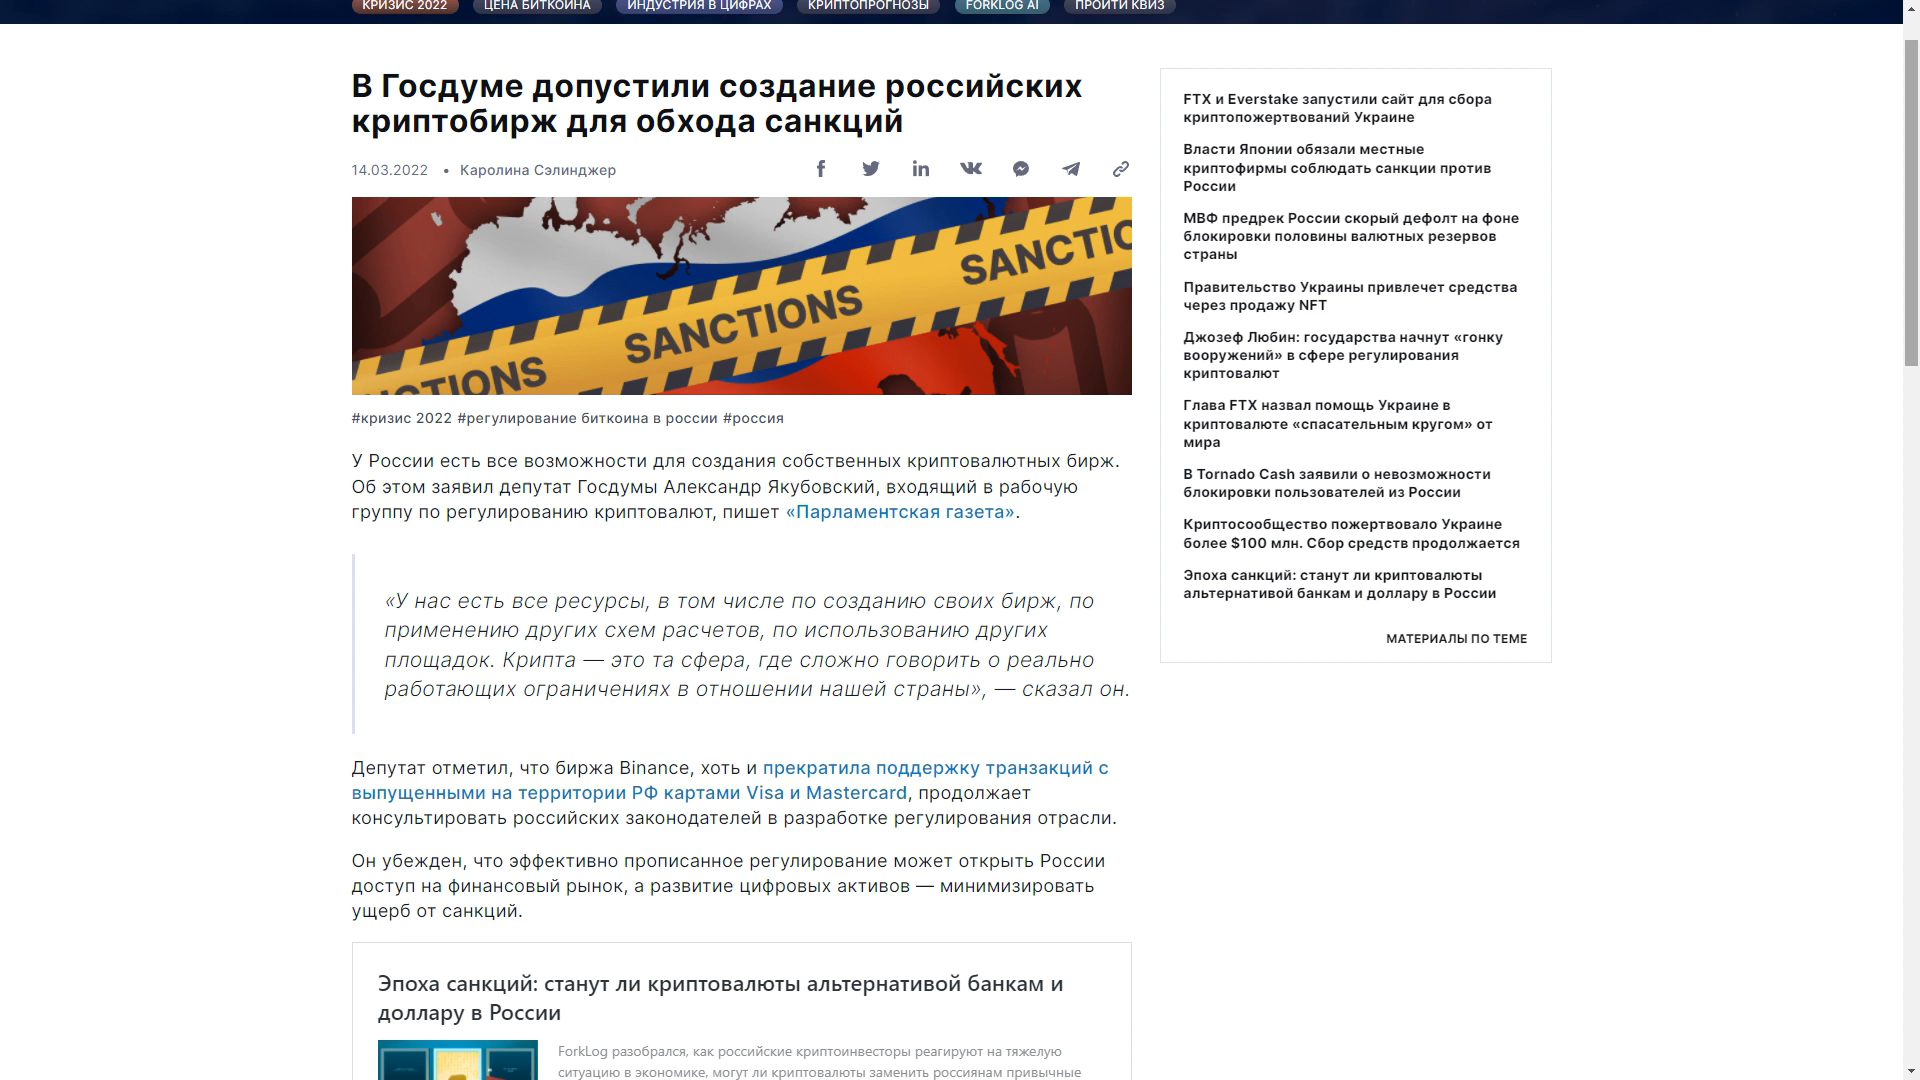 КРИЗИС 2022 ЦЕНА БИТКОИНА ИНДУСТРИЯ В ЦИФРАХ КРИПТОПРОГНОЗЫ FORKLOG AI ПРОЙТИ КВИЗ
В Госдуме допустили создание российских
криптобирж для обхода санкций
14.03.2022 • Каролина Сэлинджер
SANCTIONS
SANCTIO
NCTIONS
#кризис 2022 #регулирование биткоина в россии #россия
У России есть все возможности для создания собственных криптовалютных бирж.
Об этом заявил депутат Госдумы Александр Якубовский, входящий в рабочую
группу по регулированию криптовалют, пишет «Парламентская газета».
«У нас есть все ресурсы, в том числе по созданию своих бирж, по
применению других схем расчетов, по использованию других
площадок. Крипта — это та сфера, где сложно говорить о реально
работающих ограничениях в отношении нашей страны», — сказал он.
Депутат отметил, что биржа Binance, хоть и прекратила поддержку транзакций с
выпущенными на территории РФ картами Visa и Mastercard, продолжает
консультировать российских законодателей в разработке регулирования отрасли.
Он убежден, что эффективно прописанное регулирование может открыть России
доступ на финансовый рынок, а развитие цифровых активов — минимизировать
ущерб от санкций.
Эпоха санкций: станут ли криптовалюты альтернативой банкам и
доллару в России
ForkLog разобрался, как российские криптоинвесторы реагируют на тяжелую
ситуацию в экономике, могут ли криптовалюты заменить россиянам привычные
FTX и Everstake запустили сайт для сбора
криптопожертвований Украине
Власти Японии обязали местные
криптофирмы соблюдать санкции против
России
МВФ предрек России скорый дефолт на фоне
блокировки половины валютных резервов
страны
Правительство Украины привлечет средства
через продажу NFT
Джозеф Любин: государства начнут «гонку
вооружений» в сфере регулирования
криптовалют
Глава FTX назвал помощь Украине в
криптовалюте «спасательным кругом» от
мира
В Tornado Cash заявили о невозможности
блокировки пользователей из России
Криптосообщество пожертвовало Украине
более $100 млн. Сбор средств продолжается
Эпоха санкций: станут ли криптовалюты
альтернативой банкам и доллару в России
МАТЕРИАЛЫ ПО ТЕМЕ